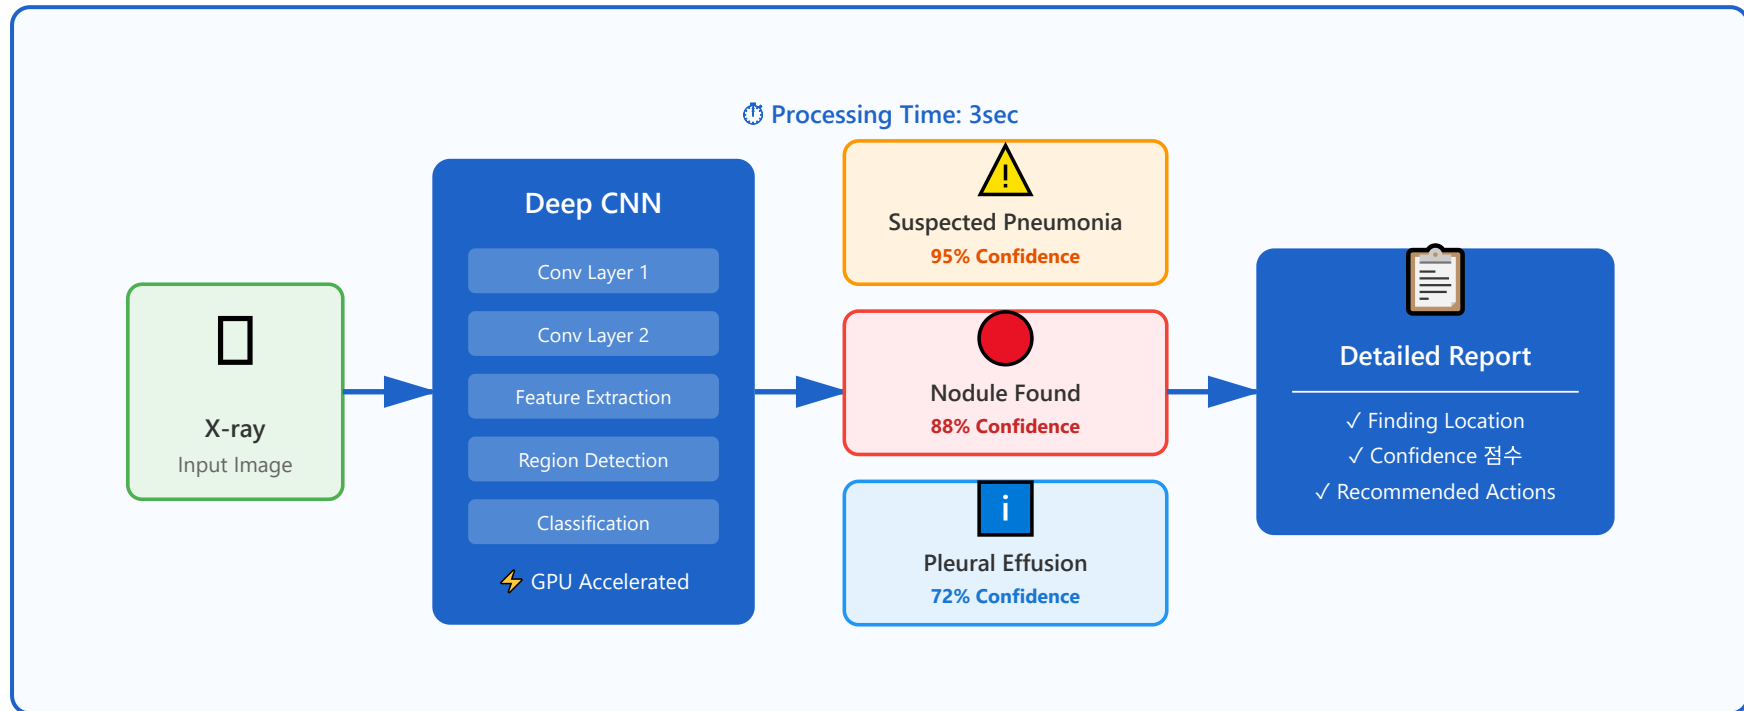 ⏱ Processing Time: 3sec
X-ray
Input Image
Deep CNN
Conv Layer 1
Conv Layer 2
Feature Extraction
Region Detection
Classification
⚡ GPU Accelerated
Suspected Pneumonia
95% Confidence
Nodule Found
88% Confidence
Pleural Effusion
72% Confidence
Detailed Report
✓ Finding Location
✓ Confidence 점수
✓ Recommended Actions